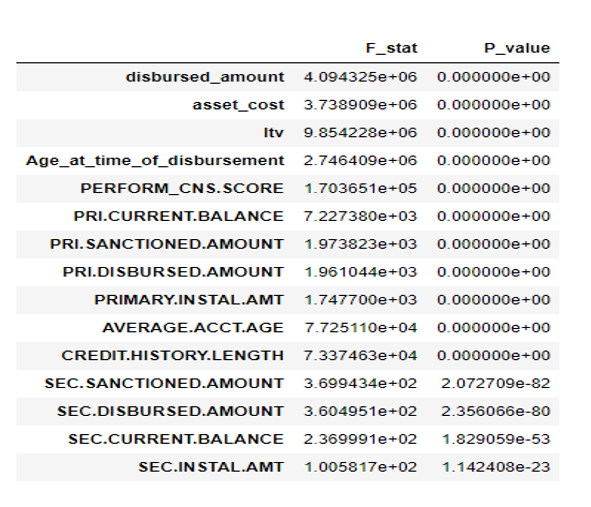 F_stat P_value
disbursed_amount 4.094325e+06 0.000000e+00
asset_cost 3.738909e+06 0.000000e+00
ltv 9.854228e+06 0.000000e+00
Age_at_time_of_disbursement 2.746409e+06 0.000000e+00
PERFORM_CNS.SCORE 1.703651e+05 0.000000e+00
PRI.CURRENT.BALANCE 7.227380e+03 0.000000e+00
PRI.SANCTIONED.AMOUNT 1.973823e+03 0.000000e+00
PRI.DISBURSED.AMOUNT 1.961044e+03 0.000000e+00
PRIMARY.INSTAL.AMT 1.747700e+03 0.000000e+00
AVERAGE.ACCT.AGE 7.725110e+04 0.000000e+00
CREDIT.HISTORY.LENGTH 7.337463e+04 0.000000e+00
SEC.SANCTIONED.AMOUNT 3.699434e+02 2.072709e-82
SEC.DISBURSED.AMOUNT 3.604951e+02 2.356066e-80
SEC.CURRENT.BALANCE 2.369991e+02 1.829059e-53
SEC.INSTAL.AMT 1.005817e+02 1.142408e-23